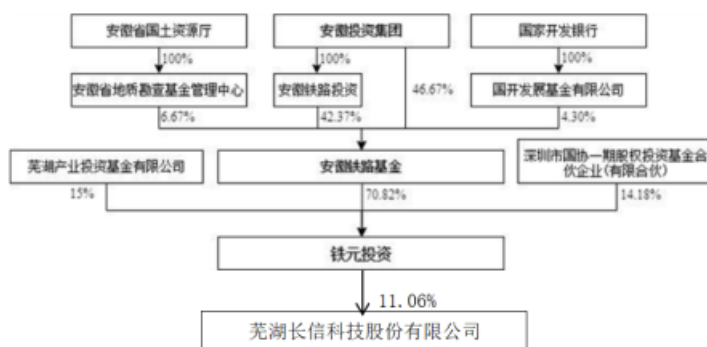 安徽省国土资源厅
安徽投资集团
国家开发银行
100%
100%
100%
安徽省地质勘查基金管理中心
安徽铁路投资
46.67%
国开发展基金有限公司
6.67%
42.37%
4.30%
芜湖产业投资基金有限公司
安徽铁路基金
深圳市国协一期股权投资基金合
伙企业(有限合伙)
15%
70.82%
14.18%
铁元投资
11.06%
芜湖长信科技股份有限公司